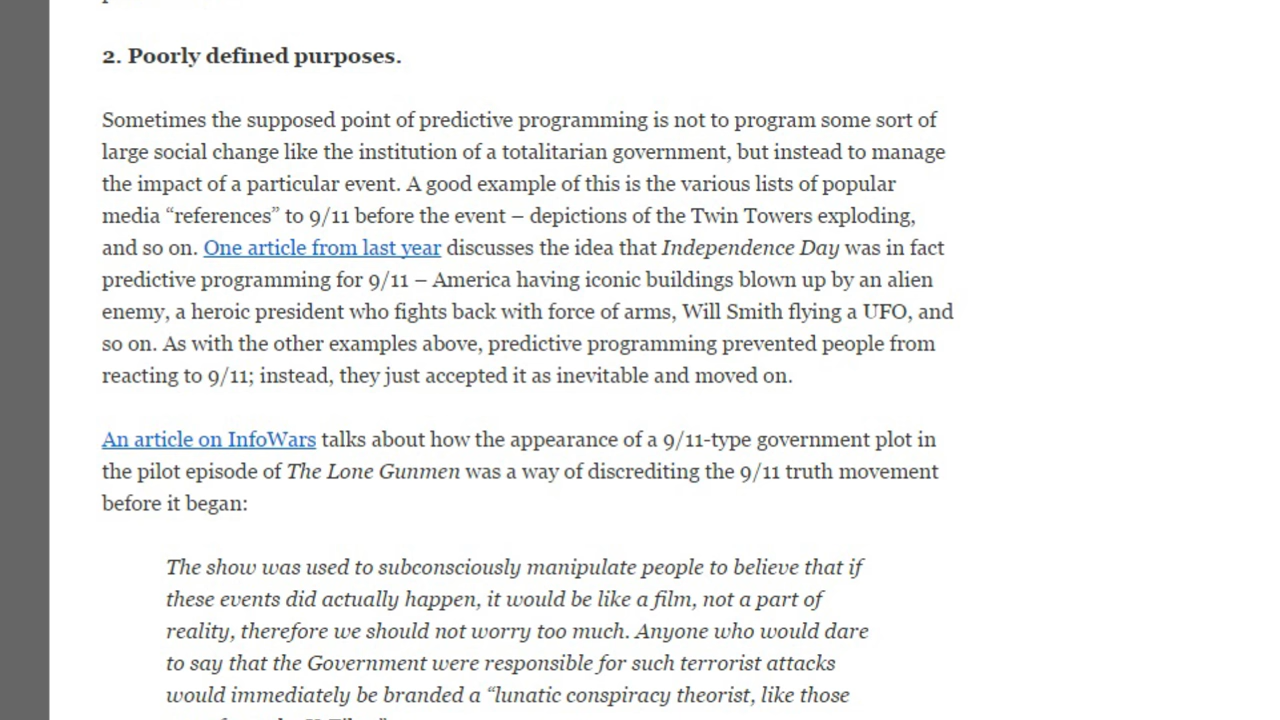 2. Poorly defined purposes.
Sometimes the supposed point of predictive programming is not to program some sort of
large social change like the institution of a totalitarian government, but instead to manage
the impact of a particular event. A good example of this is the various lists of popular
media “references” to 9/11 before the event – depictions of the Twin Towers exploding,
and so on. One article from last year discusses the idea that Independence Day was in fact
predictive programming for 9/11 – America having iconic buildings blown up by an alien
enemy, a heroic president who fights back with force of arms, Will Smith flying a UFO, and
so on. As with the other examples above, predictive programming prevented people from
reacting to 9/11; instead, they just accepted it as inevitable and moved on.
An article on InfoWars talks about how the appearance of a 9/11-type government plot in
the pilot episode of The Lone Gunmen was a way of discrediting the 9/11 truth movement
before it began:
The show was used to subconsciously manipulate people to believe that if
these events did actually happen, it would be like a film, not a part of
reality, therefore we should not worry too much. Anyone who would dare
to say that the Government were responsible for such terrorist attacks
would immediately be branded a “lunatic conspiracy theorist, like those